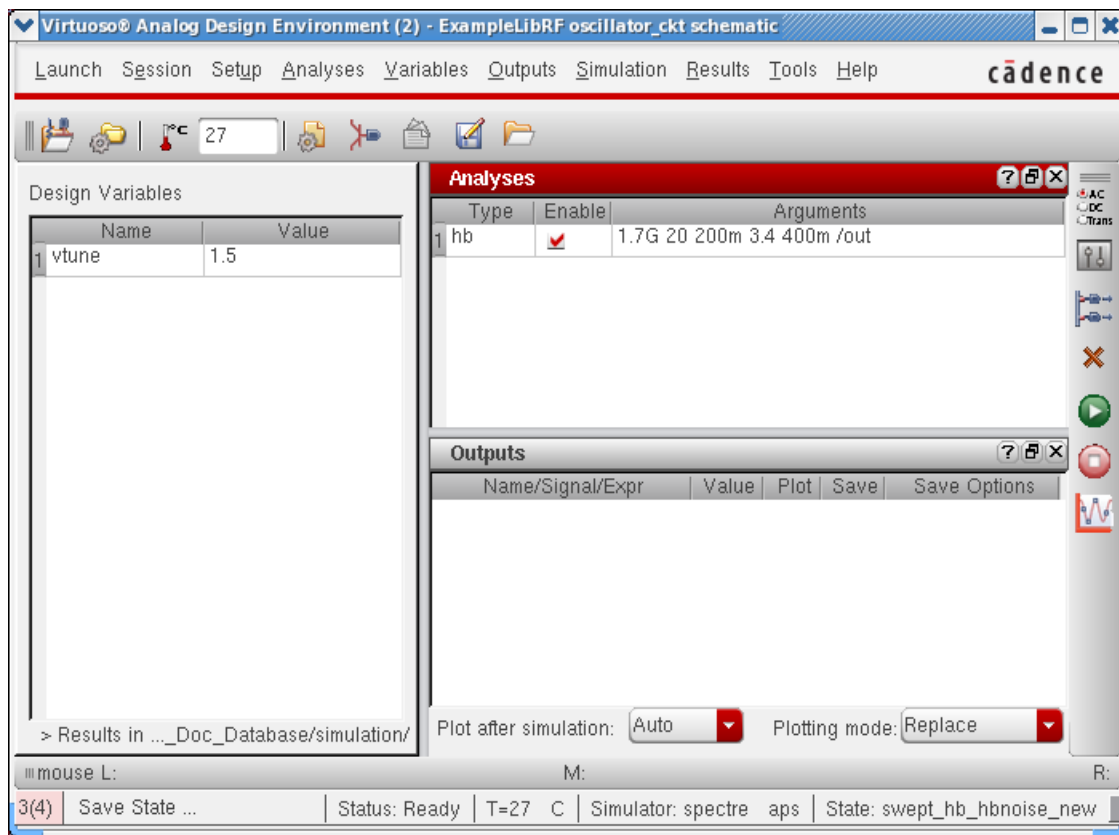 Virtuoso® Analog Design Environment (2) - ExampleLibRF oscillator_ckt schematic
Launch Session Setup Analyses Variables Outputs Simulation Results Tools Help cādence
°C 27
Design Variables
Name Value
1 vtune 1.5
> Results in ..._Doc_Database/simulation/
Analyses
Type Enable Arguments
1 hb 1.7G 20 200m 3.4 400m /out
Outputs
Name/Signal/Expr Value Plot Save Save Options
Plot after simulation: Auto Plotting mode: Replace
AC
DC
Trans
mouse L: M: R:
3(4) Save State ... Status: Ready T=27 C Simulator: spectre aps State: swept_hb_hbnoise_new